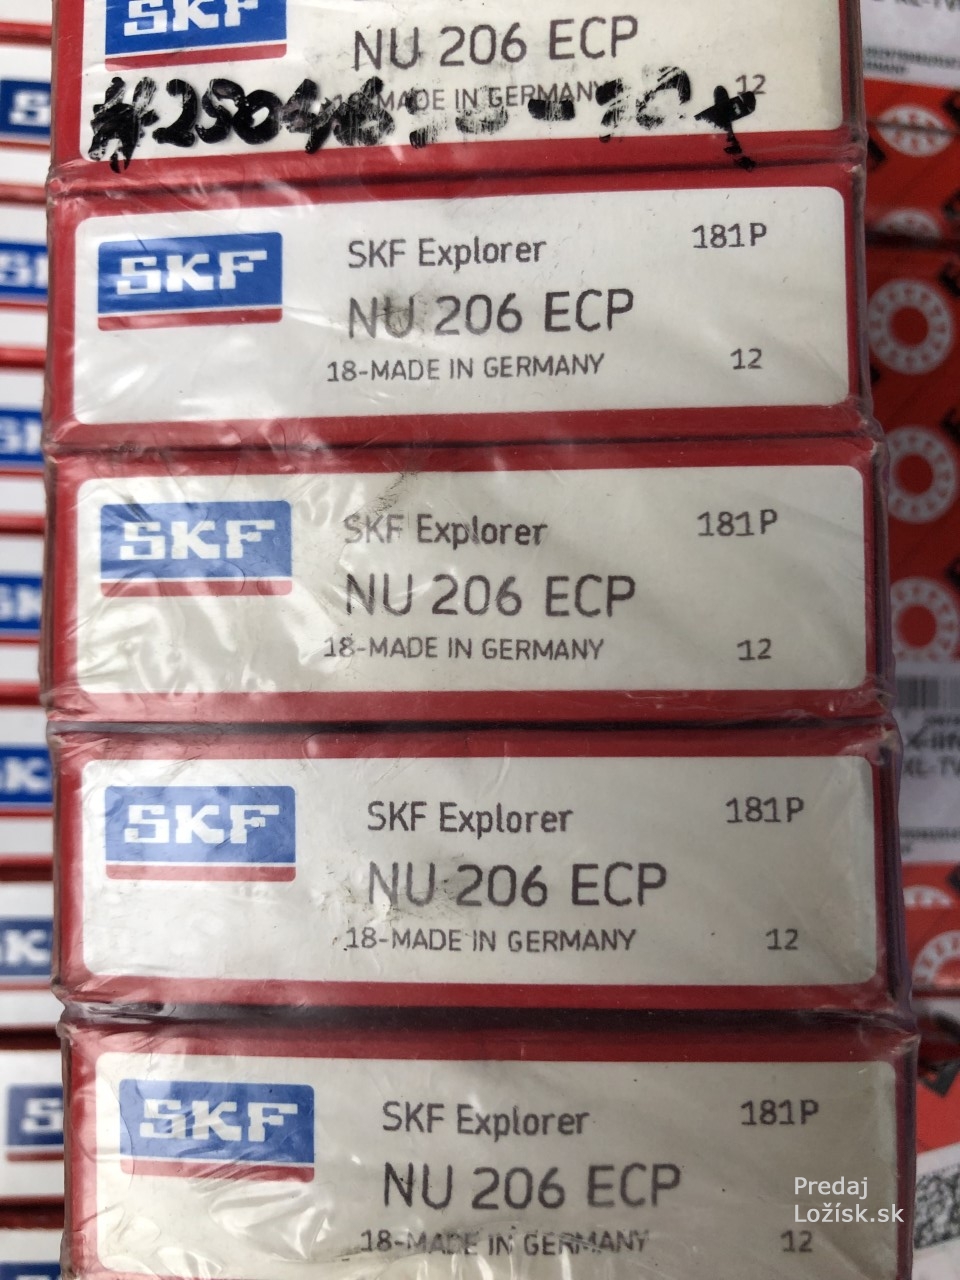 SKF
NU 206 ECP
MADE IN GERMANY 12
SKF Explorer 181P
SKF NU 206 ECP
18-MADE IN GERMANY 12
SKF Explorer 181P
SKF NU 206 ECP
18-MADE IN GERMANY 12
SKF Explorer 181P
SKF NU 206 ECP
18-MADE IN GERMANY 12
SKF Explorer 181P
SKF NU 206 ECP
18-MADE IN GERMANY 12
Predaj
Ložísk.sk